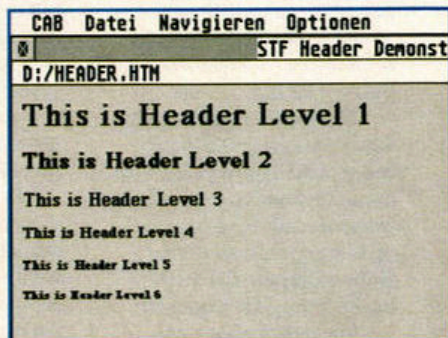 CAB Datei Navigieren Optionen
STF Header Demonst
D:/HEADER.HTM
This is Header Level 1
This is Header Level 2
This is Header Level 3
This is Header Level 4
This is Header Level 5
This is Header Level 6